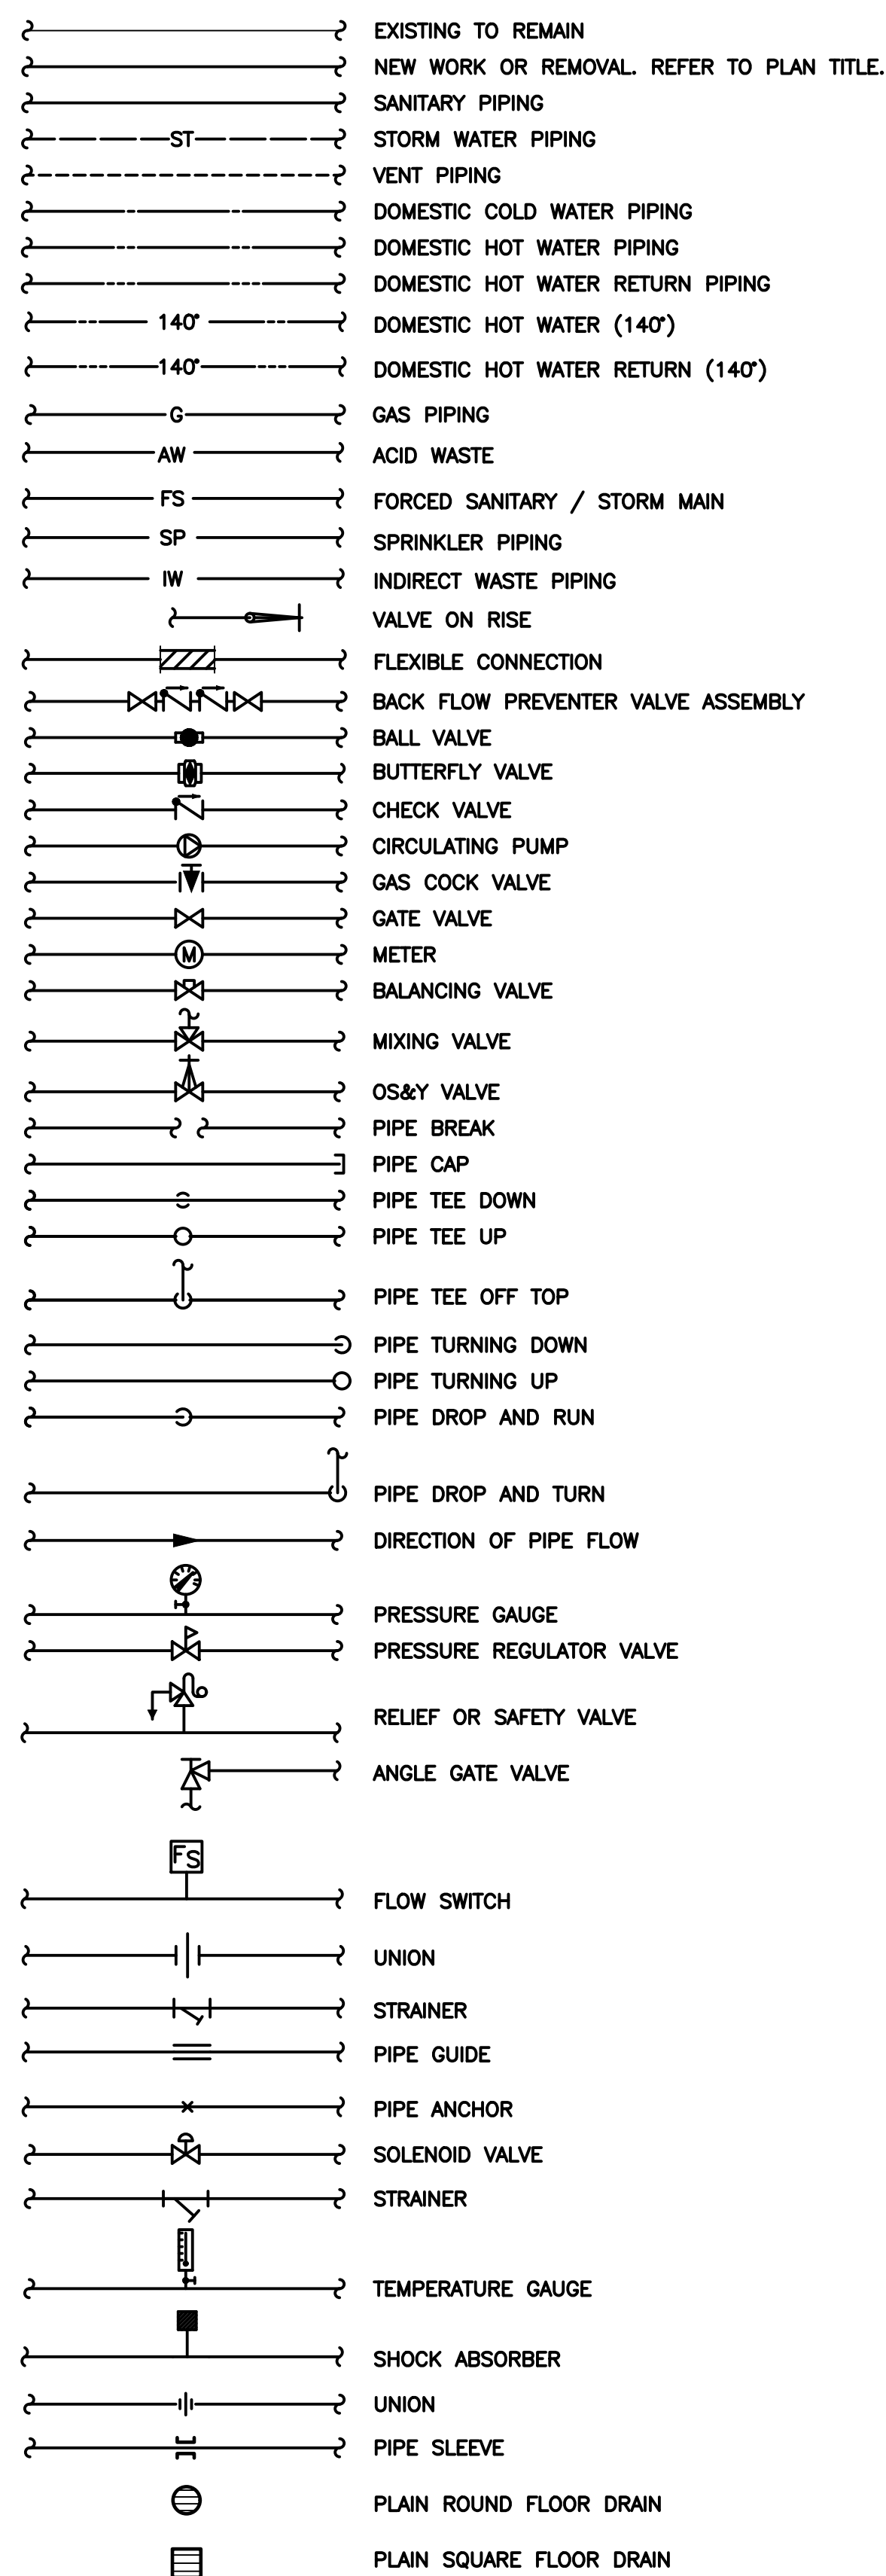 EXISTING TO REMAIN
NEW WORK OR REMOVAL. REFER TO PLAN TITLE.
SANITARY PIPING
ST STORM WATER PIPING
VENT PIPING
DOMESTIC COLD WATER PIPING
DOMESTIC HOT WATER PIPING
DOMESTIC HOT WATER RETURN PIPING
140° DOMESTIC HOT WATER (140°)
140° DOMESTIC HOT WATER RETURN (140°)
G GAS PIPING
AW ACID WASTE
FS FORCED SANITARY / STORM MAIN
SP SPRINKLER PIPING
IW INDIRECT WASTE PIPING
VALVE ON RISE
FLEXIBLE CONNECTION
BACK FLOW PREVENTER VALVE ASSEMBLY
BALL VALVE
BUTTERFLY VALVE
CHECK VALVE
CIRCULATING PUMP
GAS COCK VALVE
GATE VALVE
M METER
BALANCING VALVE
MIXING VALVE
OS&Y VALVE
PIPE BREAK
PIPE CAP
PIPE TEE DOWN
PIPE TEE UP
PIPE TEE OFF TOP
PIPE TURNING DOWN
PIPE TURNING UP
PIPE DROP AND RUN
PIPE DROP AND TURN
DIRECTION OF PIPE FLOW
PRESSURE GAUGE
PRESSURE REGULATOR VALVE
RELIEF OR SAFETY VALVE
ANGLE GATE VALVE
FS FLOW SWITCH
UNION
STRAINER
PIPE GUIDE
PIPE ANCHOR
SOLENOID VALVE
STRAINER
TEMPERATURE GAUGE
SHOCK ABSORBER
UNION
PIPE SLEEVE
PLAIN ROUND FLOOR DRAIN
PLAIN SQUARE FLOOR DRAIN